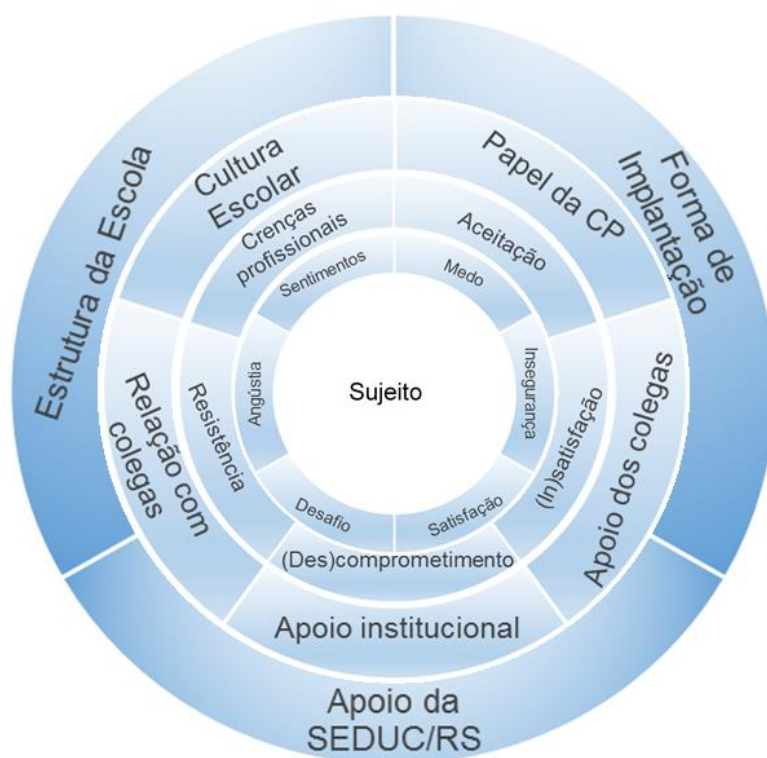 Estrutura da Escola
Forma de
Implantação
Apoio da
SEDUC/RS
Cultura
Escolar
Papel da CP
Apoio dos colegas
Apoio institucional
Relação com
colegas
Crenças
profissionais
Aceitação
(In)satisfação
(Des)comprometimento
Resistência
Sentimentos
Medo
Insegurança
Satisfação
Desafio
Angústia
Sujeito